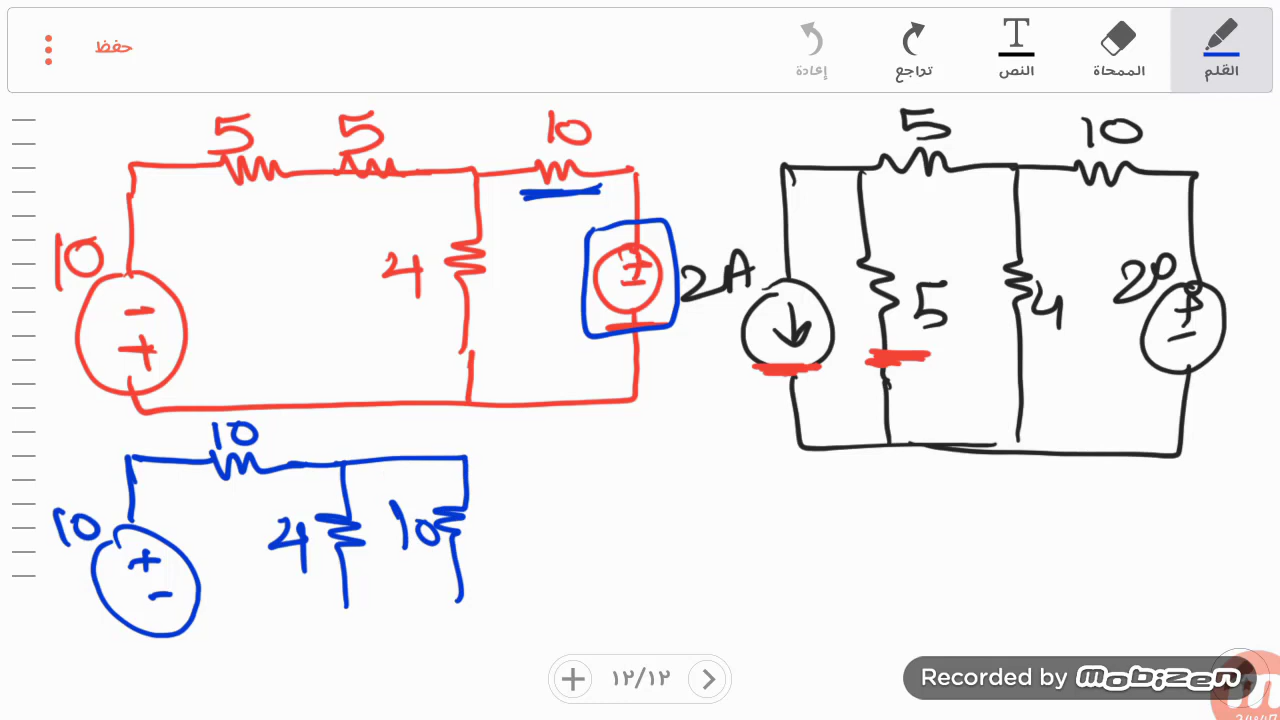 حفظ
إعادة
تراجع
النص
الممحاة
القلم
5 5 10
10
4
5 10
2A
5
4
20
10
10
4
10
١٢/١٢
Recorded by mobizen